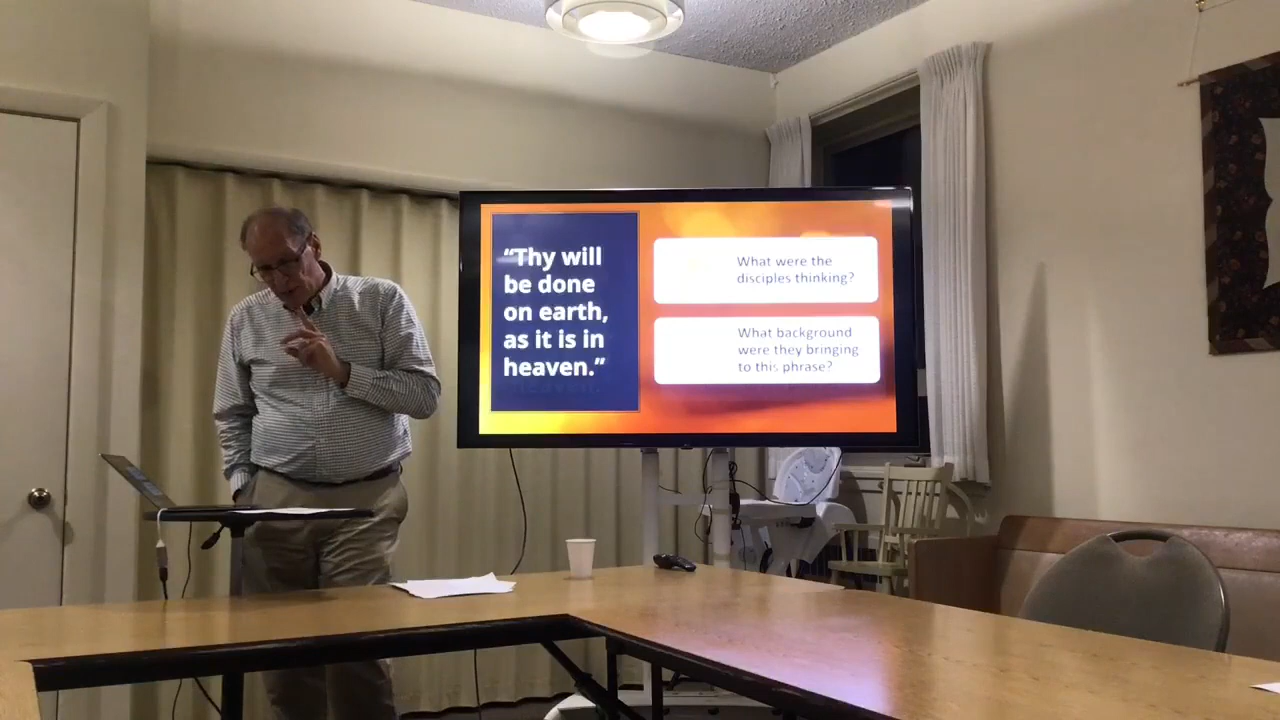 “Thy will
be done
on earth,
as it is in
heaven.”
What were the
disciples thinking?
What background
were they bringing
to this phrase?